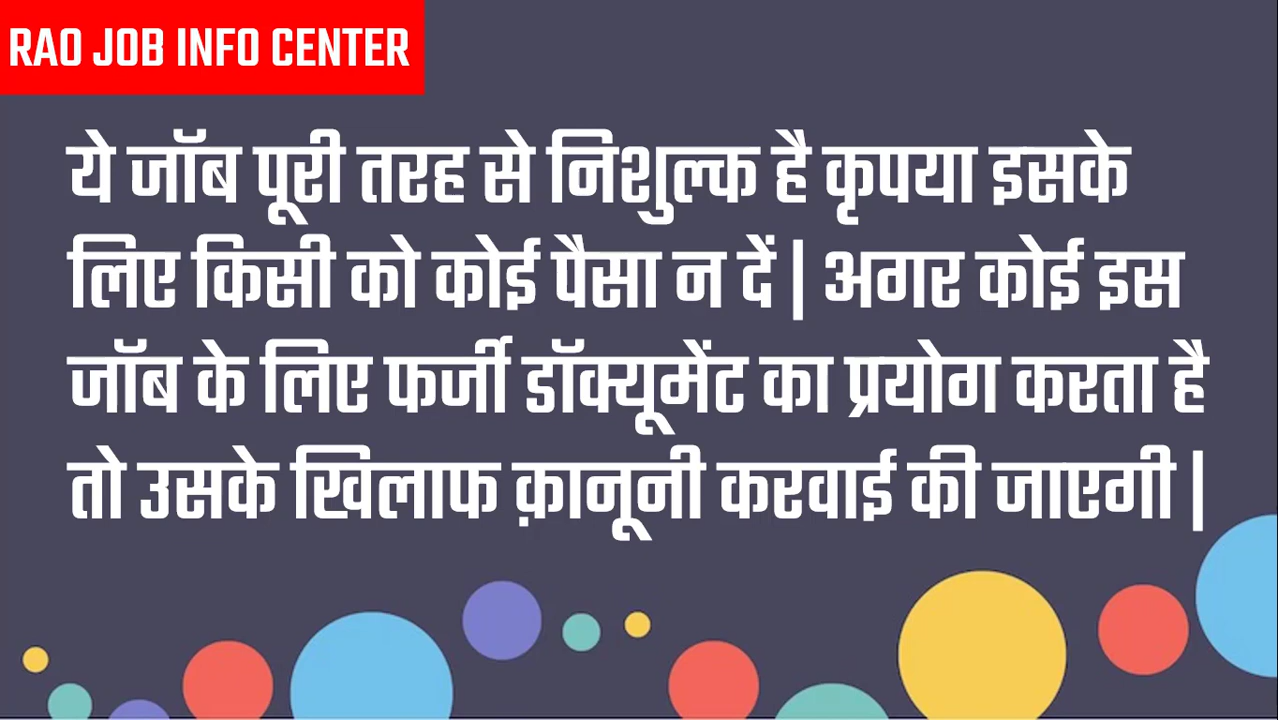 RAO JOB INFO CENTER
ये जॉब पूरी तरह से निशुल्क है कृपया इसके
लिए किसी को कोई पैसा न दें | अगर कोई इस
जॉब के लिए फर्जी डॉक्यूमेंट का प्रयोग करता है
तो उसके खिलाफ क़ानूनी करवाई की जाएगी |